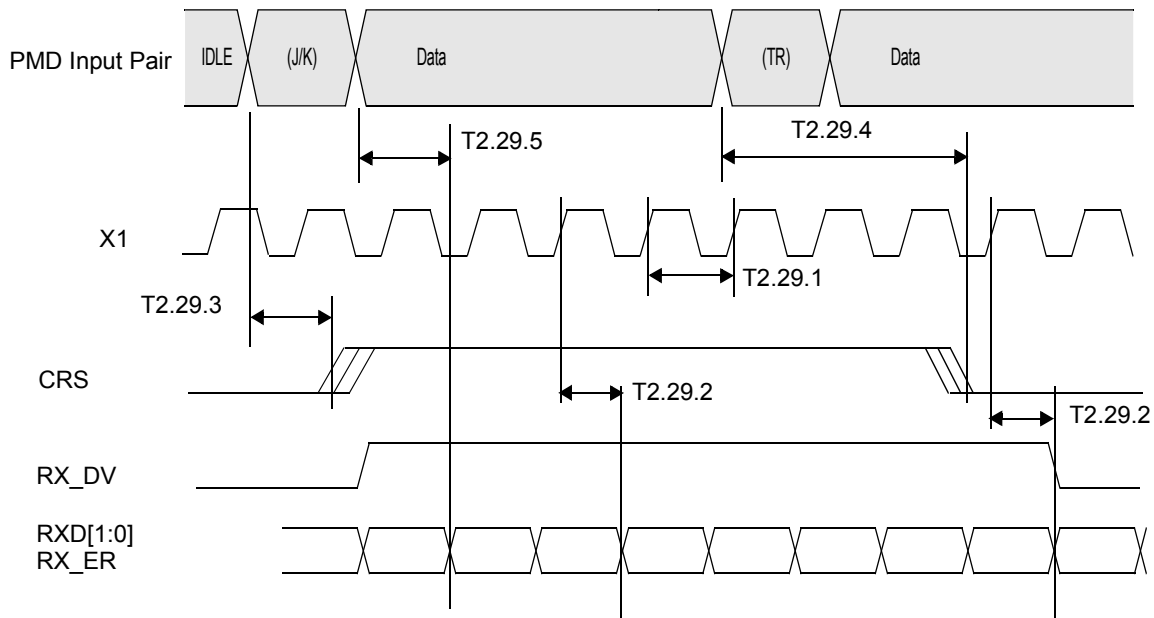 PMD Input Pair IDLE (J/K) Data (TR) Data
T2.29.5
T2.29.4
X1
T2.29.1
T2.29.3
CRS
T2.29.2
T2.29.2
RX_DV
RXD[1:0]
RX_ER